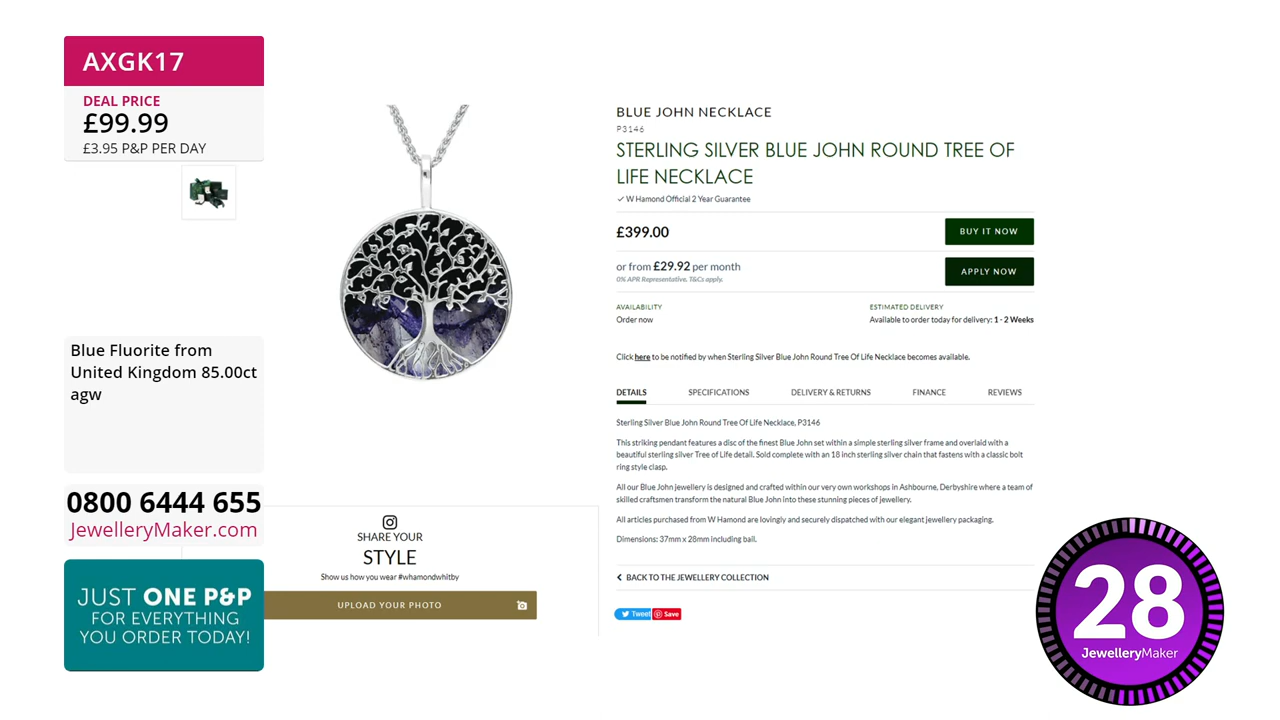 AXGK17
DEAL PRICE
£99.99
£3.95 P&P PER DAY
Blue Fluorite from
United Kingdom 85.00ct
agw
0800 6444 655
JewelleryMaker.com
JUST ONE P&P
FOR EVERYTHING
YOU ORDER TODAY!
SHARE YOUR
STYLE
Show us how you wear #whamondwhitby
UPLOAD YOUR PHOTO
BLUE JOHN NECKLACE
P3146
STERLING SILVER BLUE JOHN ROUND TREE OF
LIFE NECKLACE
W Hamond Official 2 Year Guarantee
£399.00
BUY IT NOW
or from £29.92 per month
0% APR Representative, T&Cs apply.
APPLY NOW
AVAILABILITY
Order now
ESTIMATED DELIVERY
Available to order today for delivery: 1 - 2 Weeks
Click here to be notified by when Sterling Silver Blue John Round Tree Of Life Necklace becomes available.
DETAILS SPECIFICATIONS DELIVERY & RETURNS FINANCE REVIEWS
Sterling Silver Blue John Round Tree Of Life Necklace, P3146
This striking pendant features a disc of the finest Blue John set within a simple sterling silver frame and overlaid with a
beautiful sterling silver Tree of Life detail. Sold complete with an 18 inch sterling silver chain that fastens with a classic bolt
ring style clasp.
All our Blue John jewellery is designed and crafted within our very own workshops in Ashbourne, Derbyshire where a team of
skilled craftsmen transform the natural Blue John into these stunning pieces of jewellery.
All articles purchased from W Hamond are lovingly and securely dispatched with our elegant jewellery packaging.
Dimensions: 37mm x 28mm including bail.
BACK TO THE JEWELLERY COLLECTION
Tweet Save
28
JewelleryMaker